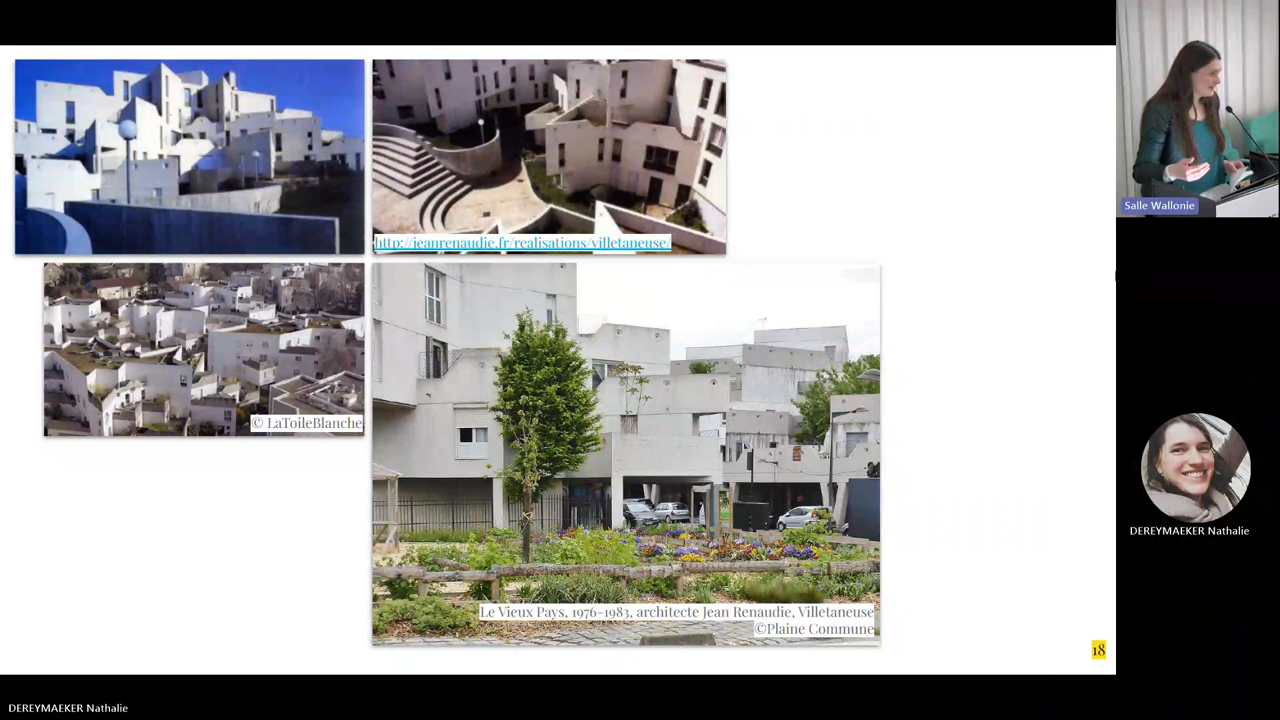 http://jeanrenaudie.fr/realisations/villetaneuse/
Salle Wallonie
© LaToileBlanche
Le Vieux Pays, 1976-1983, architecte Jean Renaudie, Villetaneuse
©Plaine Commune
DEREYMAEKER Nathalie
18
DEREYMAEKER Nathalie